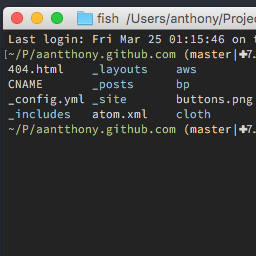 fish /Users/anthony/Projec
Last login: Fri Mar 25 01:15:46 on t
[~/P/aantthony.github.com (master|✚7.
404.html _layouts aws
CNAME _posts bp
_config.yml _site buttons.png
_includes atom.xml cloth
~/P/aantthony.github.com (master|✚7.